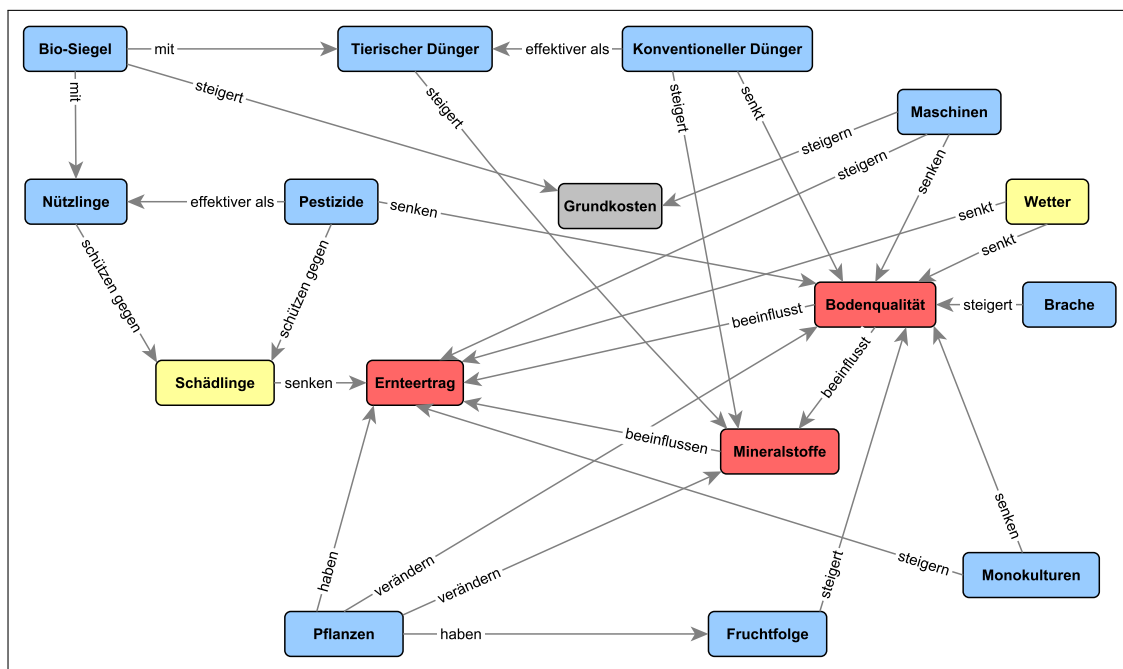 Bio-Siegel
mit
Tierischer Dünger
effektiver als
Konventioneller Dünger
mit
steigert
steigert
steigert
senkt
Maschinen
steigern
steigern
senken
Nützlinge
effektiver als
Pestizide
senken
Grundkosten
senkt
Wetter
senkt
schützen gegen
schützen gegen
beeinflusst
Bodenqualität
steigert
Brache
beeinflusst
Schädlinge
senken
Ernteertrag
beeinflussen
Mineralstoffe
senken
haben
verändern
verändern
steigert
steigern
Monokulturen
Pflanzen
haben
Fruchtfolge